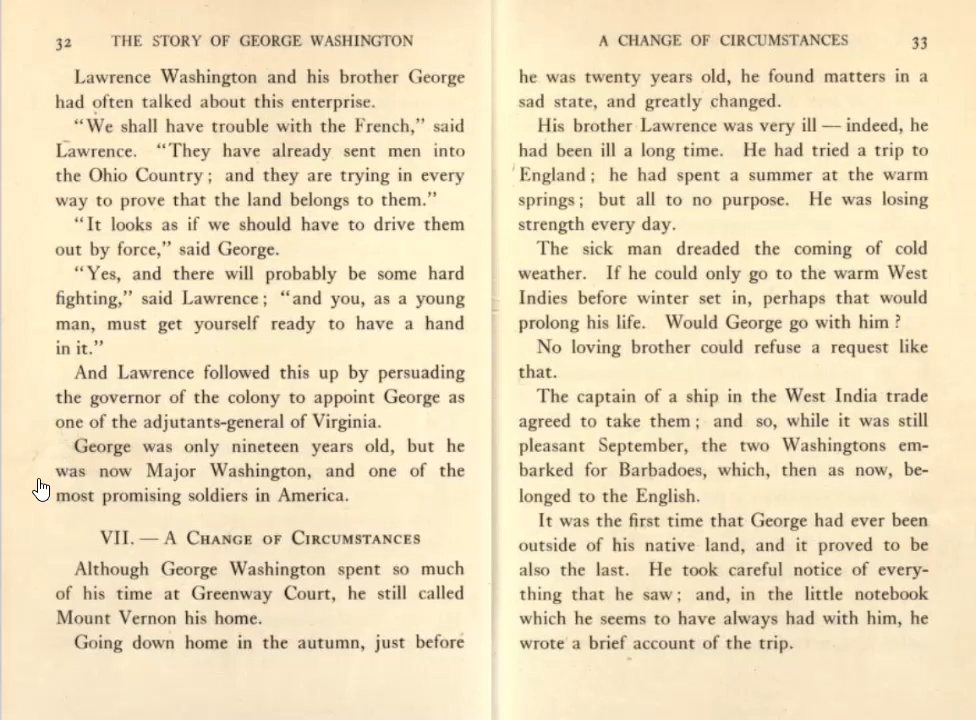 32 THE STORY OF GEORGE WASHINGTON
Lawrence Washington and his brother George
had often talked about this enterprise.
“We shall have trouble with the French,” said
Lawrence. “They have already sent men into
the Ohio Country; and they are trying in every
way to prove that the land belongs to them.”
“It looks as if we should have to drive them
out by force,” said George.
“Yes, and there will probably be some hard
fighting,” said Lawrence; “and you, as a young
man, must get yourself ready to have a hand
in it.”
And Lawrence followed this up by persuading
the governor of the colony to appoint George as
one of the adjutants-general of Virginia.
George was only nineteen years old, but he
was now Major Washington, and one of the
most promising soldiers in America.
VII. — A CHANGE OF CIRCUMSTANCES
Although George Washington spent so much
of his time at Greenway Court, he still called
Mount Vernon his home.
Going down home in the autumn, just before
A CHANGE OF CIRCUMSTANCES 33
he was twenty years old, he found matters in a
sad state, and greatly changed.
His brother Lawrence was very ill — indeed, he
had been ill a long time. He had tried a trip to
England; he had spent a summer at the warm
springs; but all to no purpose. He was losing
strength every day.
The sick man dreaded the coming of cold
weather. If he could only go to the warm West
Indies before winter set in, perhaps that would
prolong his life. Would George go with him?
No loving brother could refuse a request like
that.
The captain of a ship in the West India trade
agreed to take them; and so, while it was still
pleasant September, the two Washingtons em-
barked for Barbadoes, which, then as now, be-
longed to the English.
It was the first time that George had ever been
outside of his native land, and it proved to be
also the last. He took careful notice of every-
thing that he saw; and, in the little notebook
which he seems to have always had with him, he
wrote a brief account of the trip.